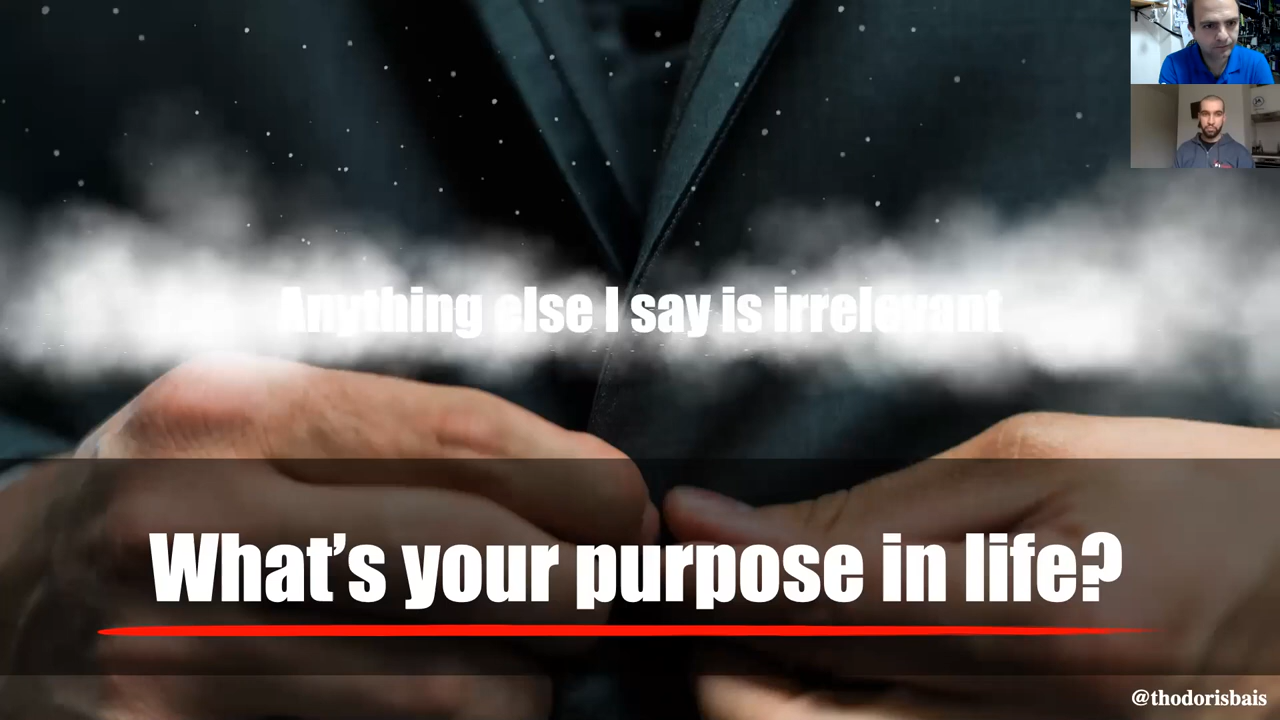 Anything else I say is irrelevant
What's your purpose in life?
@thodorisbais